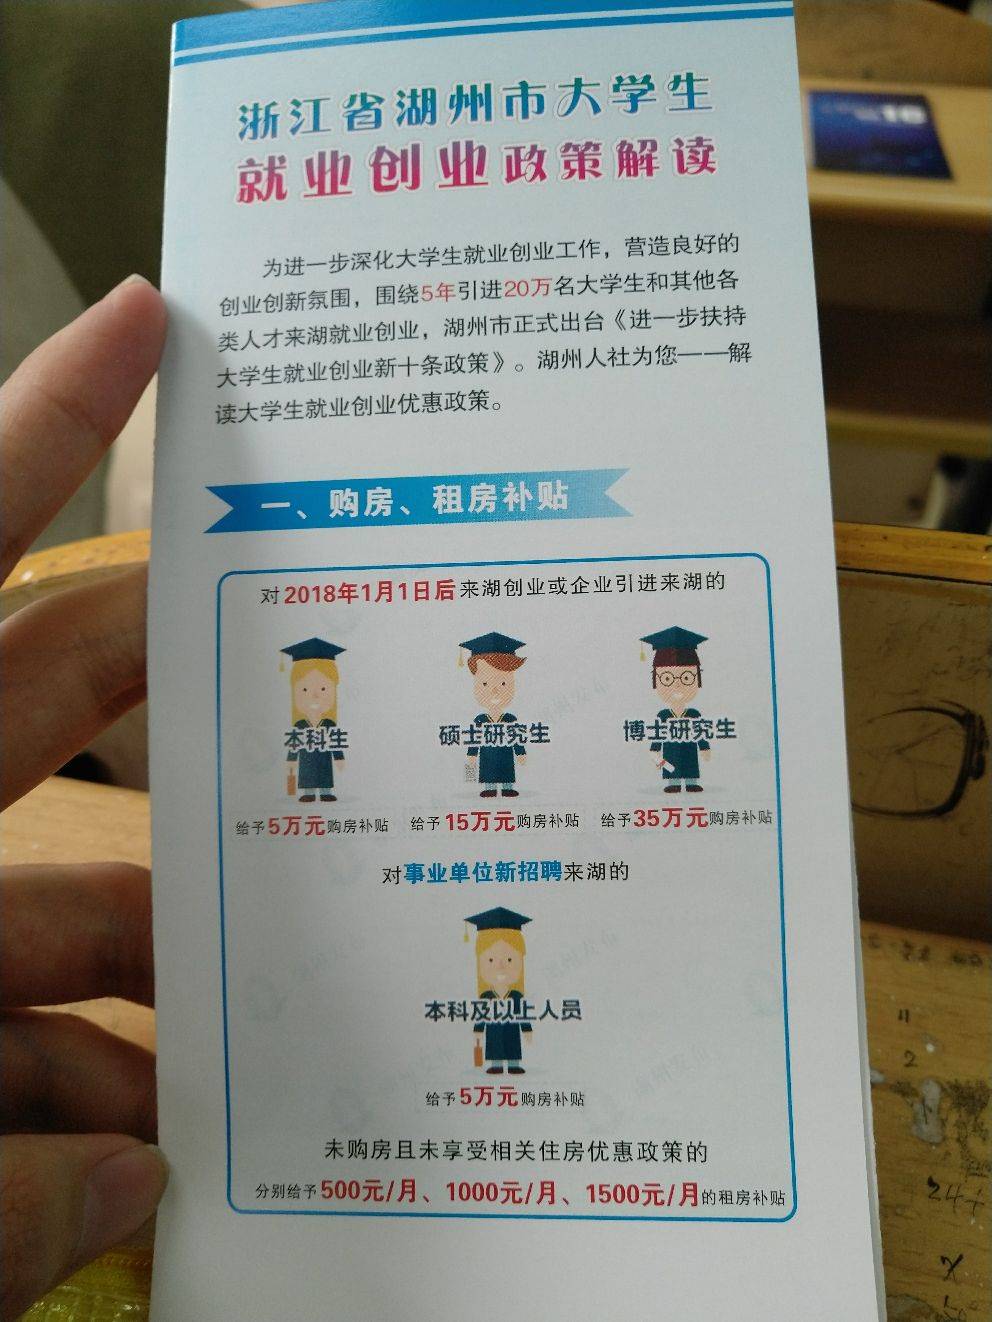 浙江省湖州市大学生
就业创业政策解读
为进一步深化大学生就业创业工作，营造良好的
创业创新氛围，围绕5年引进20万名大学生和其他各
类人才来湖就业创业，湖州市正式出台《进一步扶持
大学生就业创业新十条政策》。湖州人社为您一一解
读大学生就业创业优惠政策。
一、购房、租房补贴
对2018年1月1日后来湖创业或企业引进来湖的
本科生 硕士研究生 博士研究生
给予5万元购房补贴 给予15万元购房补贴 给予35万元购房补贴
对事业单位新招聘来湖的
本科及以上人员
给予5万元购房补贴
未购房且未享受相关住房优惠政策的
分别给予500元/月、1000元/月、1500元/月的租房补贴